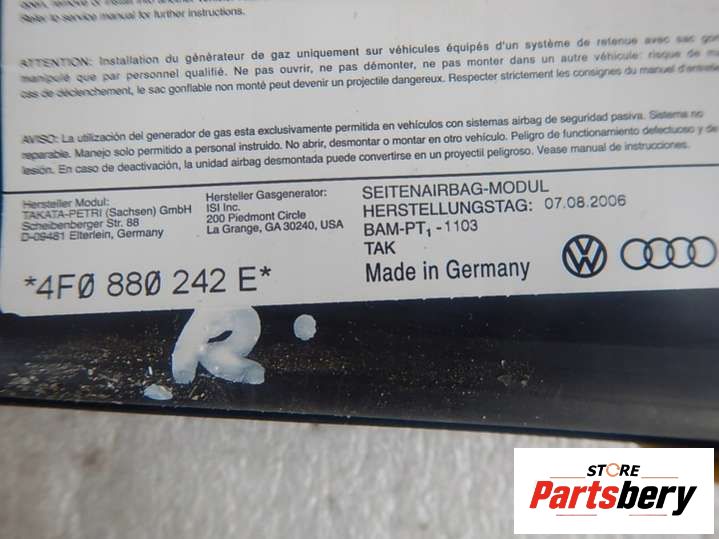 Refer to service manual for further instructions.
ATTENTION: Installation du générateur de gaz uniquement sur véhicules équipés d'un système de retenue avec sac gon
manipulé que par personnel qualifié. Ne pas ouvrir, ne pas démonter, ne pas monter dans un autre véhicule: risque de ma
cas de déclenchement, le sac gonflable non monté peut devenir un projectile dangereux. Respecter strictement les consignes du manuel d'entretie
AVISO: La utilización del generador de gas esta exclusivamente permitida en vehículos con sistemas airbag de seguridad pasiva. Sistema no
reparable. Manejo solo permitido a personal instruido. No abrir, desmontar o montar en otro vehículo. Peligro de funcionamiento defectuoso y de
lesión. En caso de deactivación, la unidad airbag desmontada puede convertirse en un proyectil peligroso. Vease manual de instrucciones.
Hersteller Modul:
TAKATA-PETRI (Sachsen) GmbH
Scheibenberger Str. 88
D-09481 Elterlein, Germany
Hersteller Gasgenerator:
ISI Inc.
200 Piedmont Circle
La Grange, GA 30240, USA
SEITENAIRBAG-MODUL
HERSTELLUNGSTAG: 07.08.2006
BAM-PT₁-1103
TAK
Made in Germany
*4F0 880 242 E*
R.
STORE
Partsbery